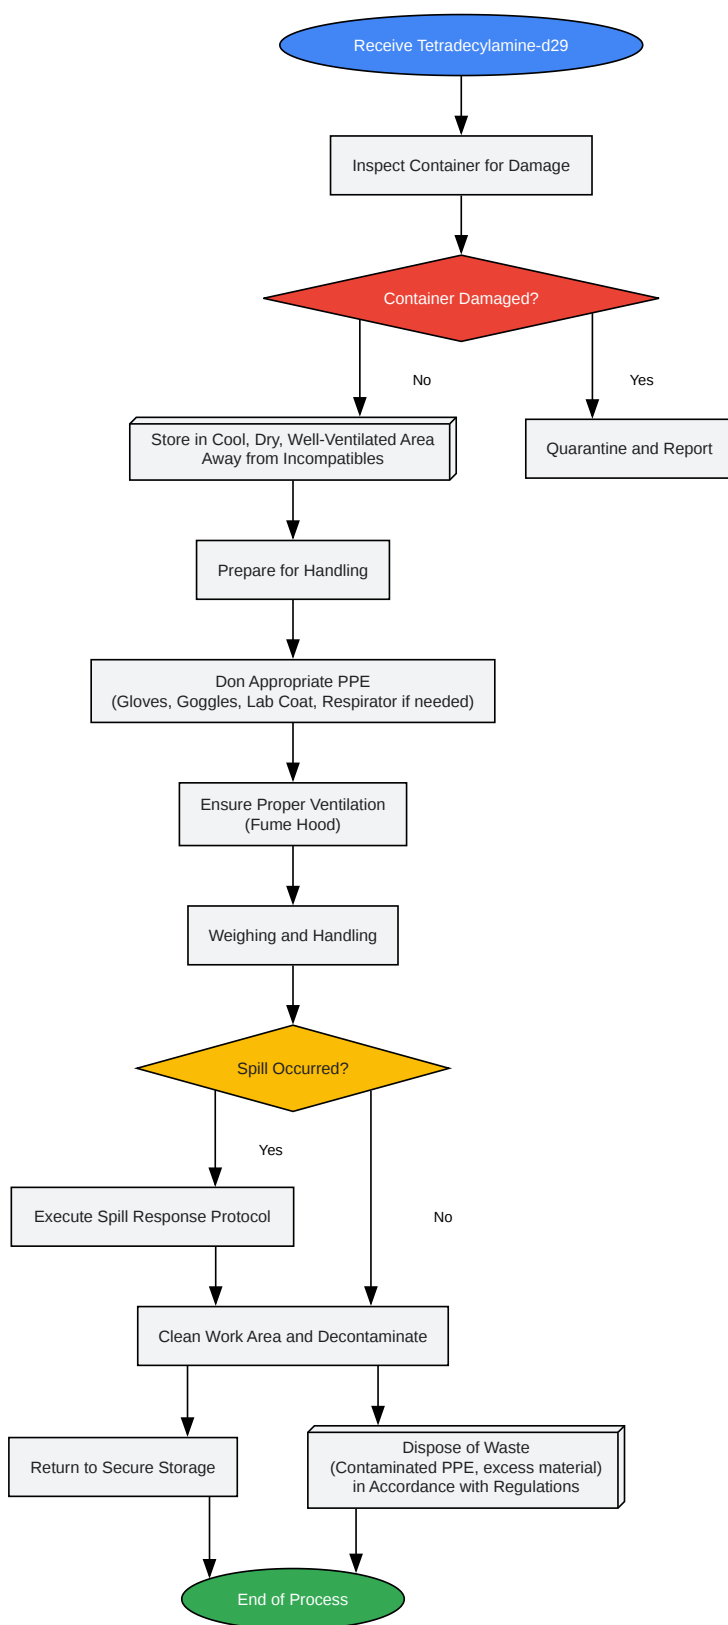 Receive Tetradecylamine-d29
Inspect Container for Damage
Container Damaged?
No
Yes
Store in Cool, Dry, Well-Ventilated Area
Away from Incompatibles
Quarantine and Report
Prepare for Handling
Don Appropriate PPE
(Gloves, Goggles, Lab Coat, Respirator if needed)
Ensure Proper Ventilation
(Fume Hood)
Weighing and Handling
Spill Occurred?
Yes
Execute Spill Response Protocol
No
Clean Work Area and Decontaminate
Return to Secure Storage
Dispose of Waste
(Contaminated PPE, excess material)
in Accordance with Regulations
End of Process